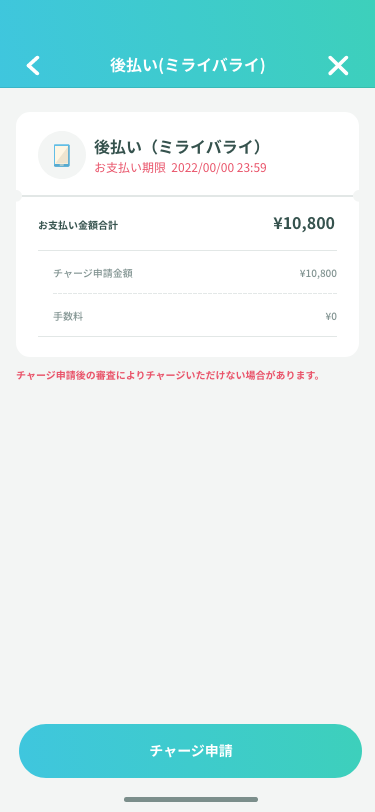 後払い(ミライバライ)
後払い（ミライバライ）
お支払い期限 2022/00/00 23:59
お支払い金額合計 ¥10,800
チャージ申請金額 ¥10,800
手数料 ¥0
チャージ申請後の審査によりチャージいただけない場合があります。
チャージ申請